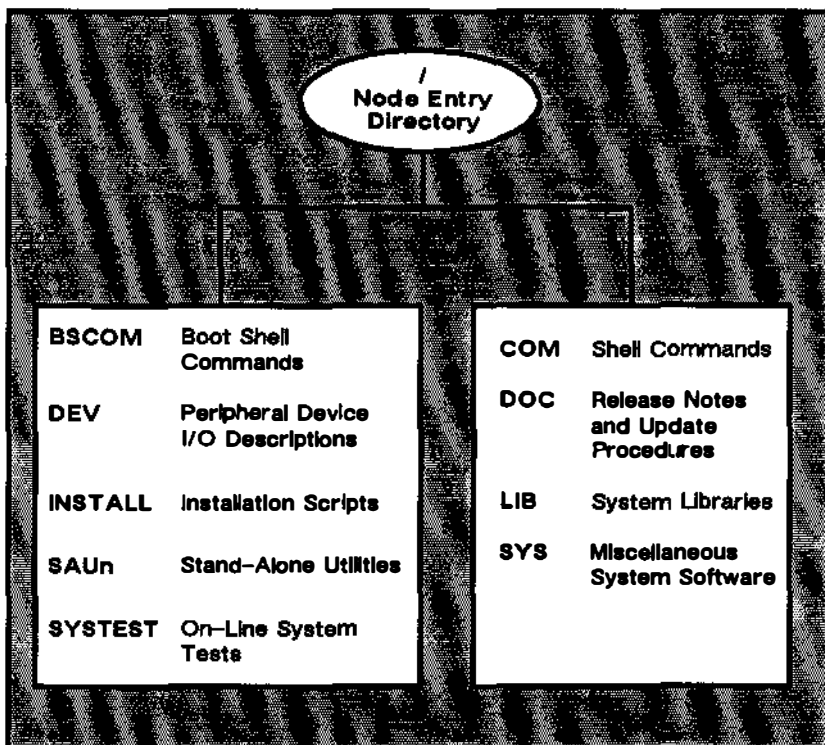 /
Node Entry
Directory
BSCOM Boot Shell
Commands
DEV Peripheral Device
I/O Descriptions
INSTALL Installation Scripts
SAUn Stand-Alone Utilities
SYSTEST On-Line System
Tests
COM Shell Commands
DOC Release Notes
and Update
Procedures
LIB System Libraries
SYS Miscellaneous
System Software